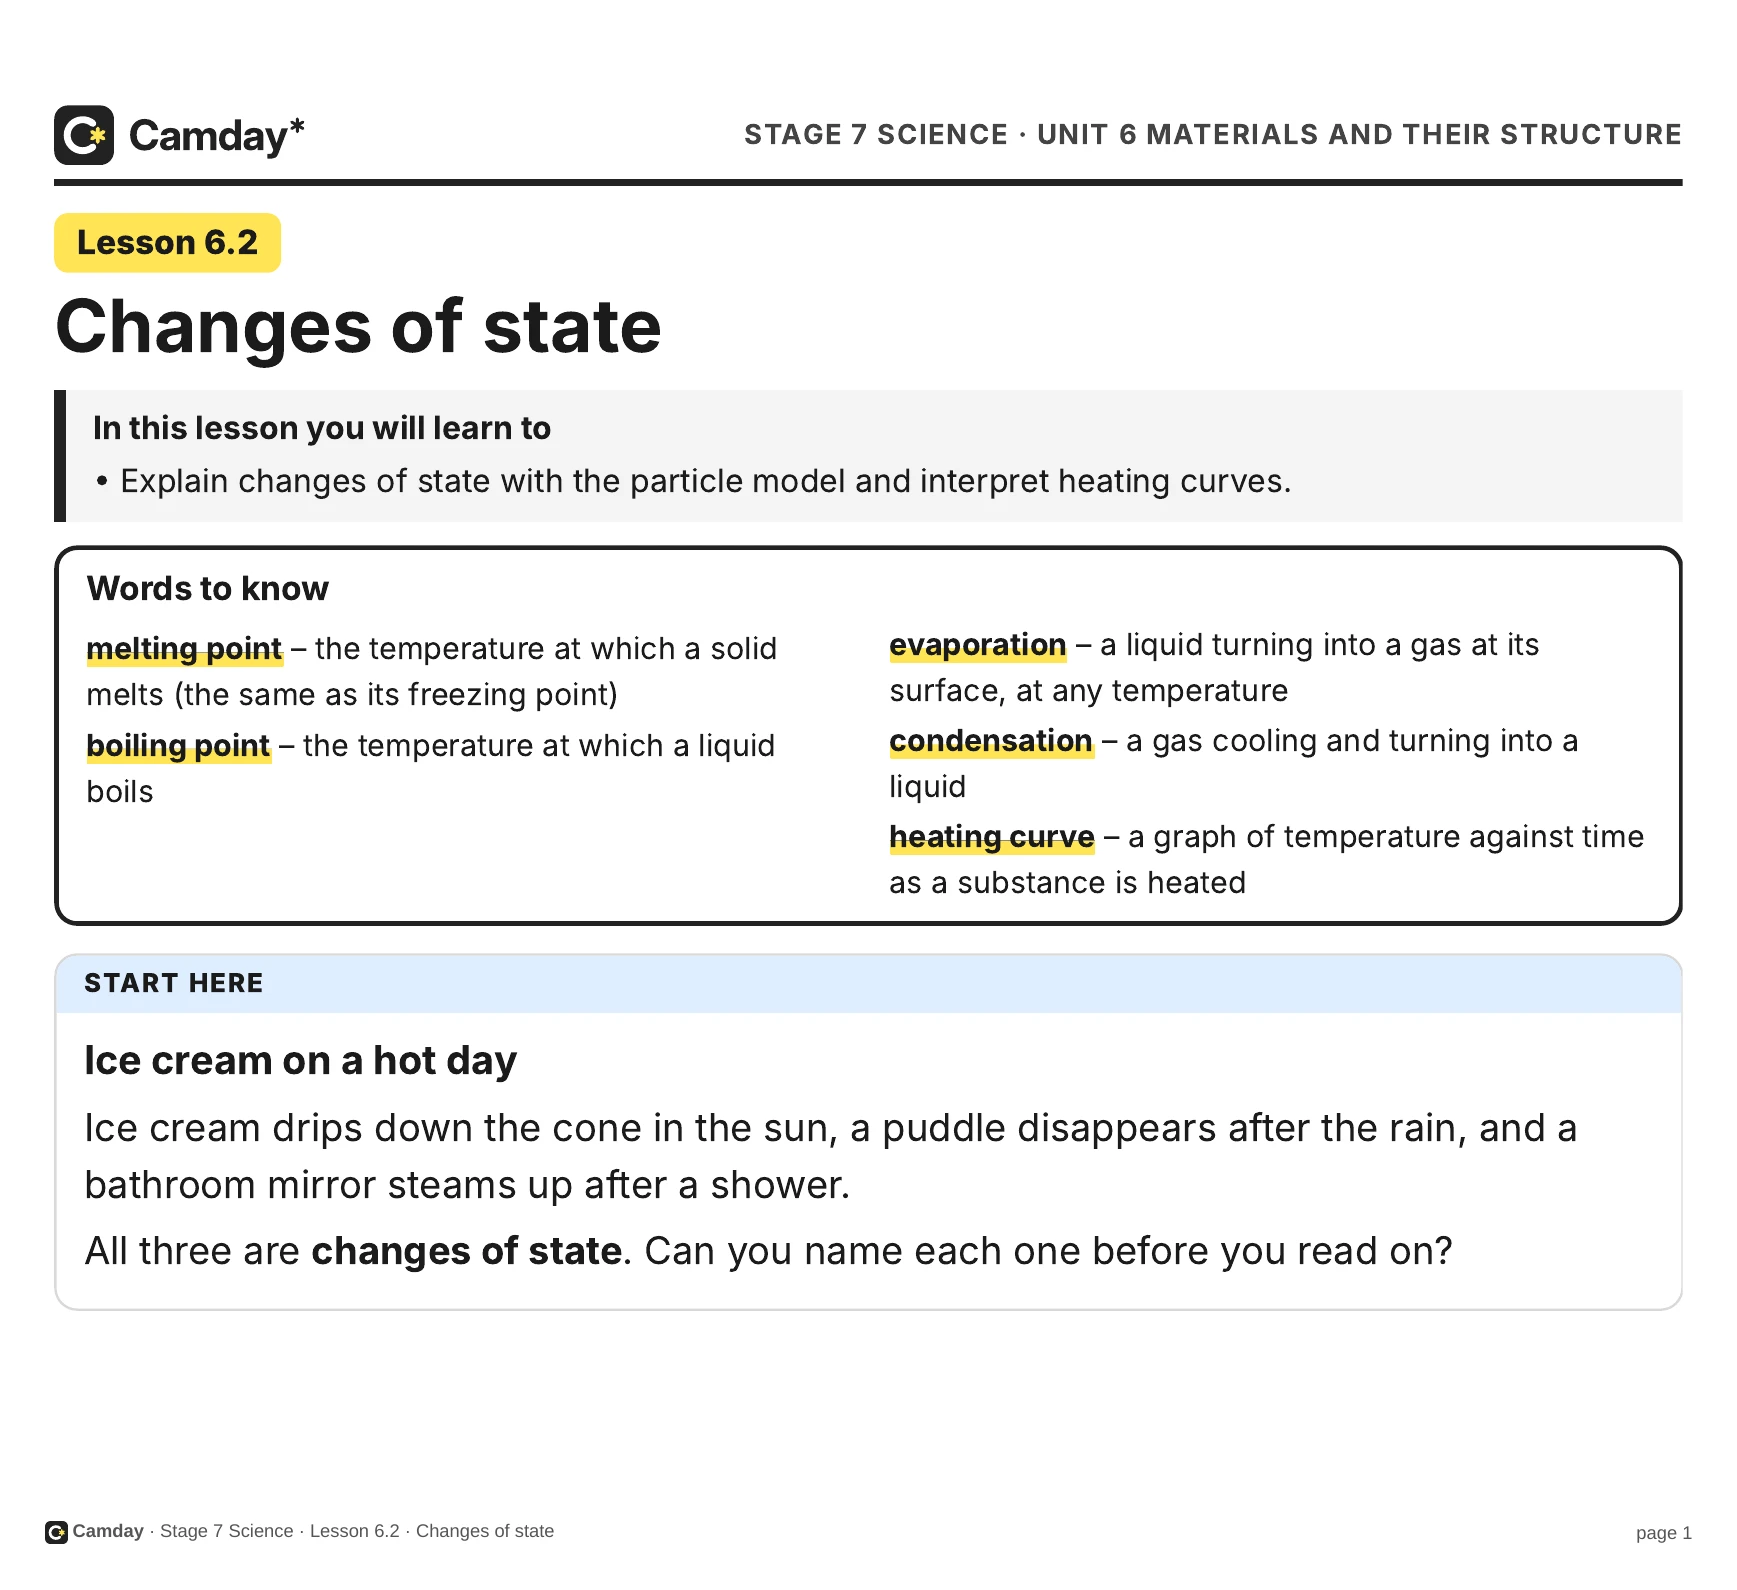 Camday*
STAGE 7 SCIENCE · UNIT 6 MATERIALS AND THEIR STRUCTURE
Lesson 6.2
Changes of state
In this lesson you will learn to
• Explain changes of state with the particle model and interpret heating curves.
Words to know
melting point – the temperature at which a solid
melts (the same as its freezing point)
boiling point – the temperature at which a liquid
boils
evaporation – a liquid turning into a gas at its
surface, at any temperature
condensation – a gas cooling and turning into a
liquid
heating curve – a graph of temperature against time
as a substance is heated
START HERE
Ice cream on a hot day
Ice cream drips down the cone in the sun, a puddle disappears after the rain, and a
bathroom mirror steams up after a shower.
All three are changes of state. Can you name each one before you read on?
Camday · Stage 7 Science · Lesson 6.2 · Changes of state
page 1